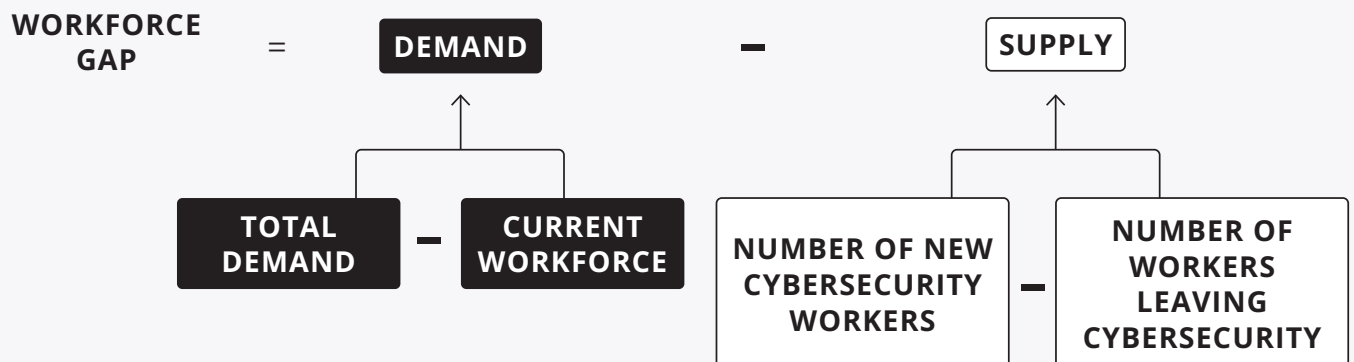 WORKFORCE
GAP
=
DEMAND
-
SUPPLY
TOTAL
DEMAND
-
CURRENT
WORKFORCE
NUMBER OF NEW
CYBERSECURITY
WORKERS
-
NUMBER OF
WORKERS
LEAVING
CYBERSECURITY